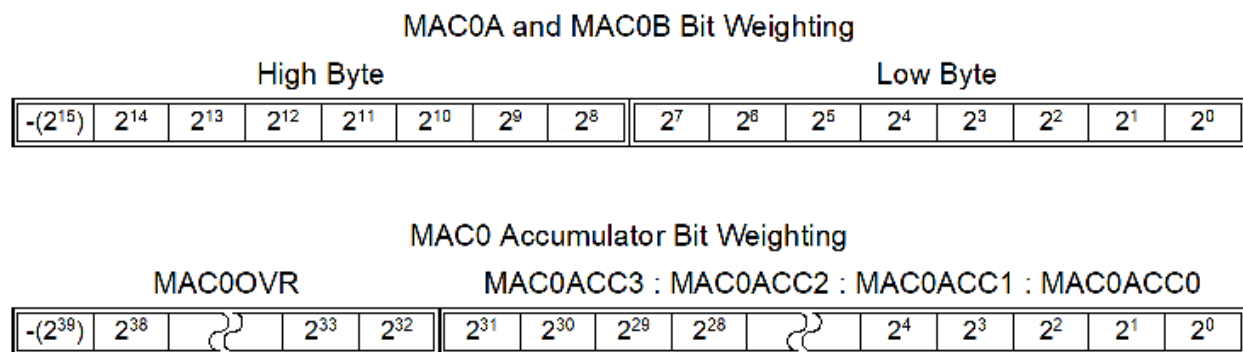 MAC0A and MAC0B Bit Weighting
High Byte Low Byte
-(2¹⁵) 2¹⁴ 2¹³ 2¹² 2¹¹ 2¹⁰ 2⁹ 2⁸ 2⁷ 2⁶ 2⁵ 2⁴ 2³ 2² 2¹ 2⁰
MAC0 Accumulator Bit Weighting
MAC0OVR MAC0ACC3 : MAC0ACC2 : MAC0ACC1 : MAC0ACC0
-(2³⁹) 2³⁸ 2³³ 2³² 2³¹ 2³⁰ 2²⁹ 2²⁸ 2⁴ 2³ 2² 2¹ 2⁰